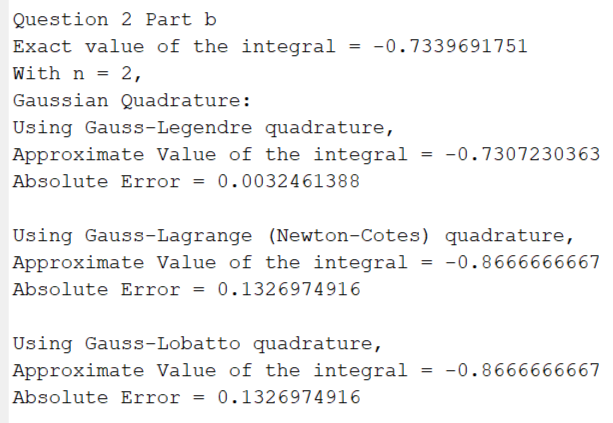 Question 2 Part b
Exact value of the integral = -0.7339691751
With n = 2,
Gaussian Quadrature:
Using Gauss-Legendre quadrature,
Approximate Value of the integral = -0.7307230363
Absolute Error = 0.0032461388
Using Gauss-Lagrange (Newton-Cotes) quadrature,
Approximate Value of the integral = -0.8666666667
Absolute Error = 0.1326974916
Using Gauss-Lobatto quadrature,
Approximate Value of the integral = -0.8666666667
Absolute Error = 0.1326974916